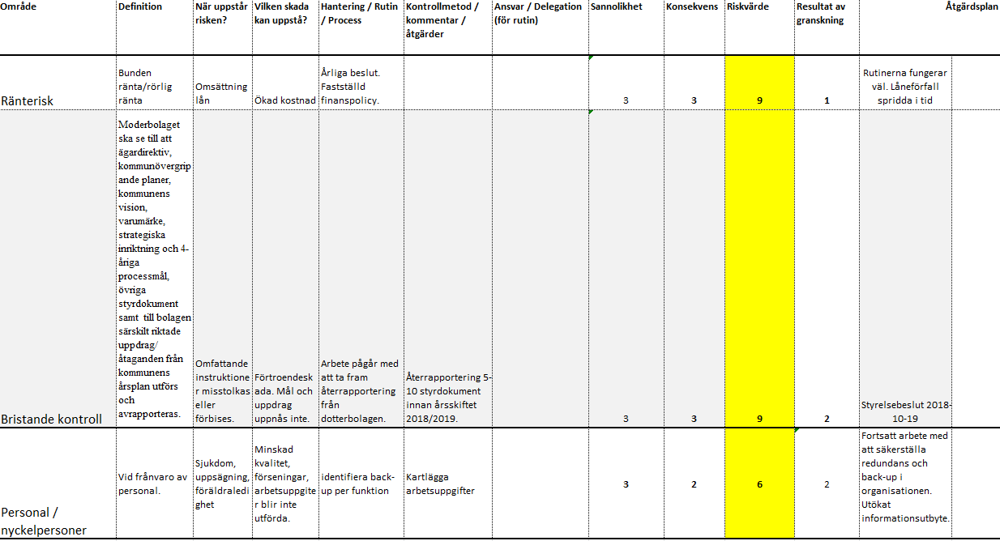 Område
Definition
När uppstår
risken?
Vilken skada
kan uppstå?
Hantering / Rutin
/ Process
Kontrollmetod /
kommentar /
åtgärder
Ansvar / Delegation
(för rutin)
Sannolikhet
Konsekvens
Riskvärde
Resultat av
granskning
Åtgärdsplan
Ränterisk
Bunden
ränta/rörlig
ränta
Omsättning
lån
Ökad kostnad
Årliga beslut.
Fastställd
finanspolicy.
3
3
9
1
Rutinerna fungerar
väl. Låneförfall
spridda i tid
Bristande kontroll
Moderbolaget
ska se till att
ägardirektiv,
kommunövergrip
ande planer,
kommunens
vision,
varumärke,
strategiska
inriktning och 4-
åriga
processmål,
övriga
styrdokument
samt  till bolagen
särskilt riktade
uppdrag/
åtaganden från
kommunens
årsplan utförs
och
avrapporteras.
Omfattande
instruktione
r misstolkas
eller
förbises.
Förtroendesk
ada. Mål och
uppdrag
uppnås inte.
Arbete pågår med
att ta fram
återrapportering
från
dotterbolagen.
Återrapportering 5-
10 styrdokument
innan årsskiftet
2018/2019.
3
3
9
2
Styrelsebeslut 2018-
10-19
Personal /
nyckelpersoner
Vid frånvaro av
personal.
Sjukdom,
uppsägning,
föräldraledi
ghet
Minskad
kvalitet,
förseningar,
arbetsuppgite
r blir inte
utförda.
identifiera back-
up per funktion
Kartlägga
arbetsuppgifter
3
2
6
2
Fortsatt arbete med
att säkerställa
redundans och
back-up i
organisationen.
Utökat
informationsutbyte.